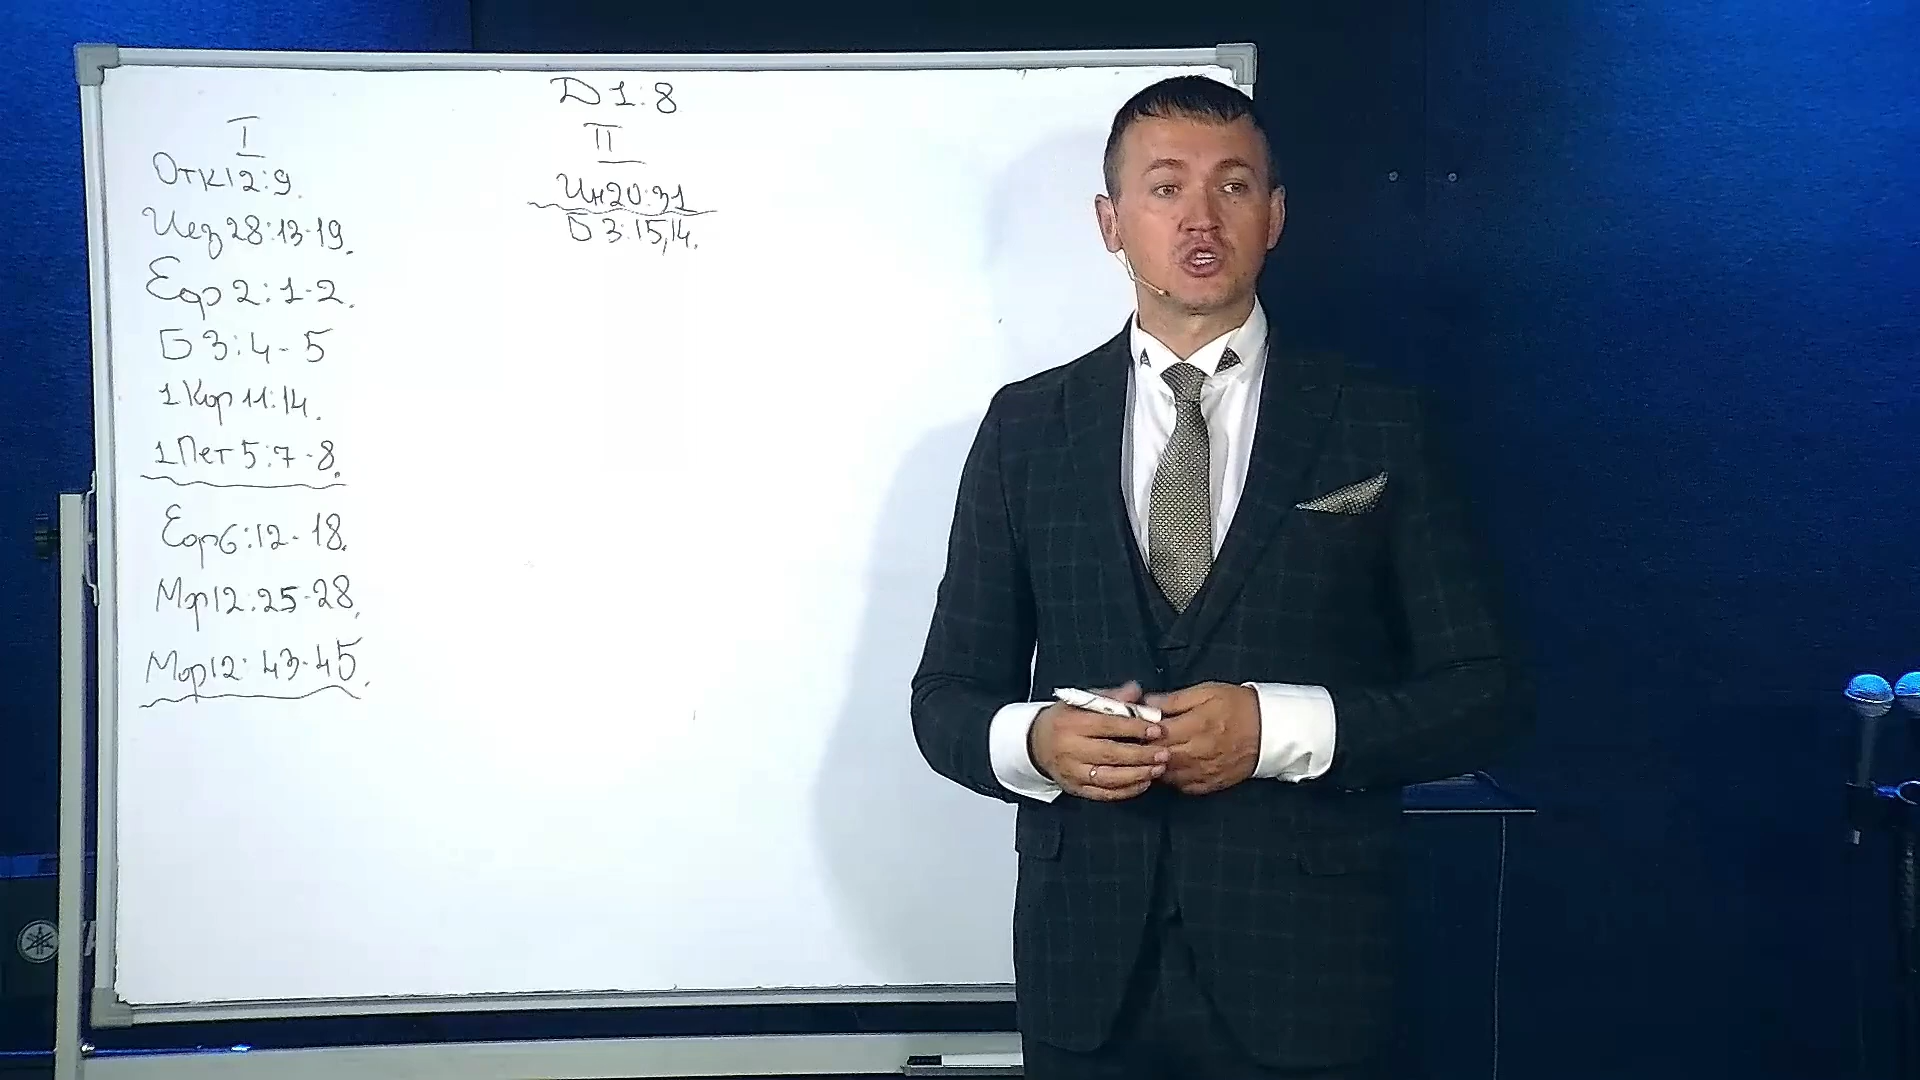 Д 1:8
I
Отк 12:9.
Иез 28:13-19.
Еф 2:1-2.
Б 3:4-5
1 Кор 11:14.
1 Пет 5:7-8.
Еф 6:12-18.
Мф 12:25-28.
Мф 12:43-45.
II
Ин 20:31
Б 3:15,14.